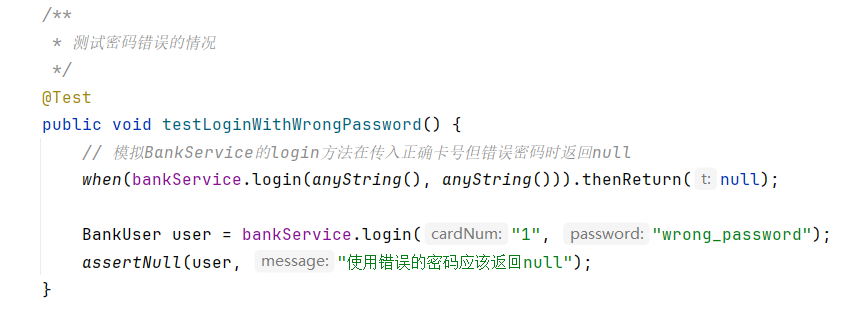 /**
 * 测试密码错误的情况
 */
@Test
public void testLoginWithWrongPassword() {
    // 模拟BankService的login方法在传入正确卡号但错误密码时返回null
    when(bankService.login(anyString(), anyString())).thenReturn( t: null);

    BankUser user = bankService.login( cardNum: "1", password: "wrong_password");
    assertNull(user, message: "使用错误的密码应该返回null");
}